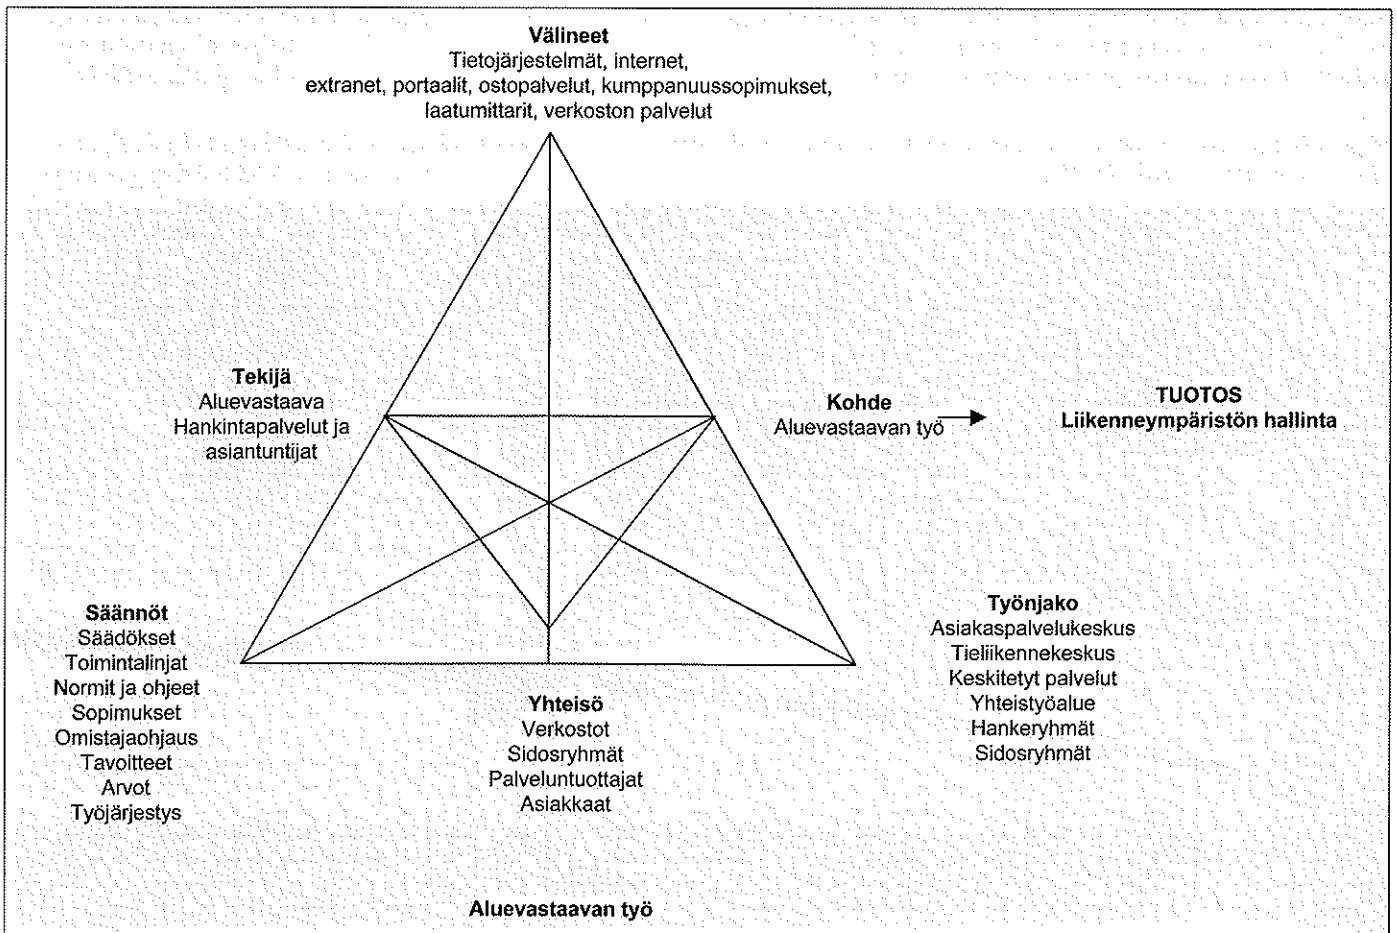 Välineet
Tietojärjestelmät, internet,
extranet, portaalit, ostopalvelut, kumppanuussopimukset,
laatumittarit, verkoston palvelut
Tekijä
Aluevastaava
Hankintapalvelut ja
asiantuntijat
Kohde
Aluevastaavan työ
TUOTOS
Liikenneympäristön hallinta
Säännöt
Säädökset
Toimintalinjat
Normit ja ohjeet
Sopimukset
Omistajaohjaus
Tavoitteet
Arvot
Työjärjestys
Yhteisö
Verkostot
Sidosryhmät
Palveluntuottajat
Asiakkaat
Työnjako
Asiakaspalvelukeskus
Tieliikennekeskus
Keskitetyt palvelut
Yhteistyöalue
Hankeryhmät
Sidosryhmät
Aluevastaavan työ